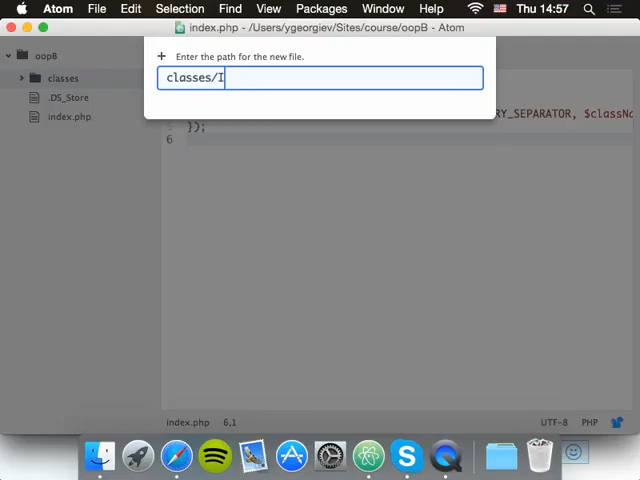 Atom File Edit Selection Find View Packages Window Help Thu 14:57
index.php - /Users/ygeorgiev/Sites/course/oopB - Atom
oopB
classes
.DS_Store
index.php
+ Enter the path for the new file.
classes/I
RY_SEPARATOR, $classNa
5 });
6
index.php 6,1 UTF-8 PHP